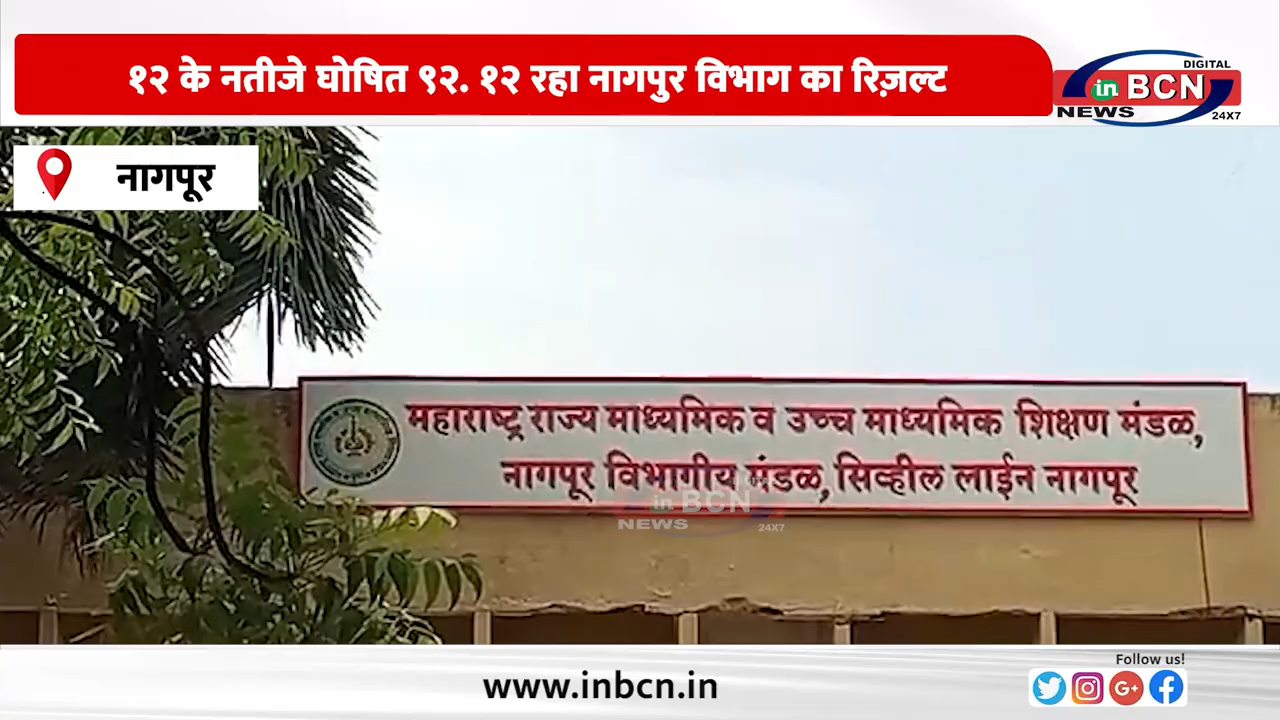 १२ के नतीजे घोषित ९२. १२ रहा नागपुर विभाग का रिज़ल्ट
DIGITAL
in BCN
NEWS 24X7
नागपूर
महाराष्ट्र राज्य माध्यमिक व उच्च माध्यमिक शिक्षण मंडळ,
नागपूर विभागीय मंडळ, सिव्हील लाईन नागपूर
DIGITAL
in BCN
NEWS 24X7
Follow us!
www.inbcn.in